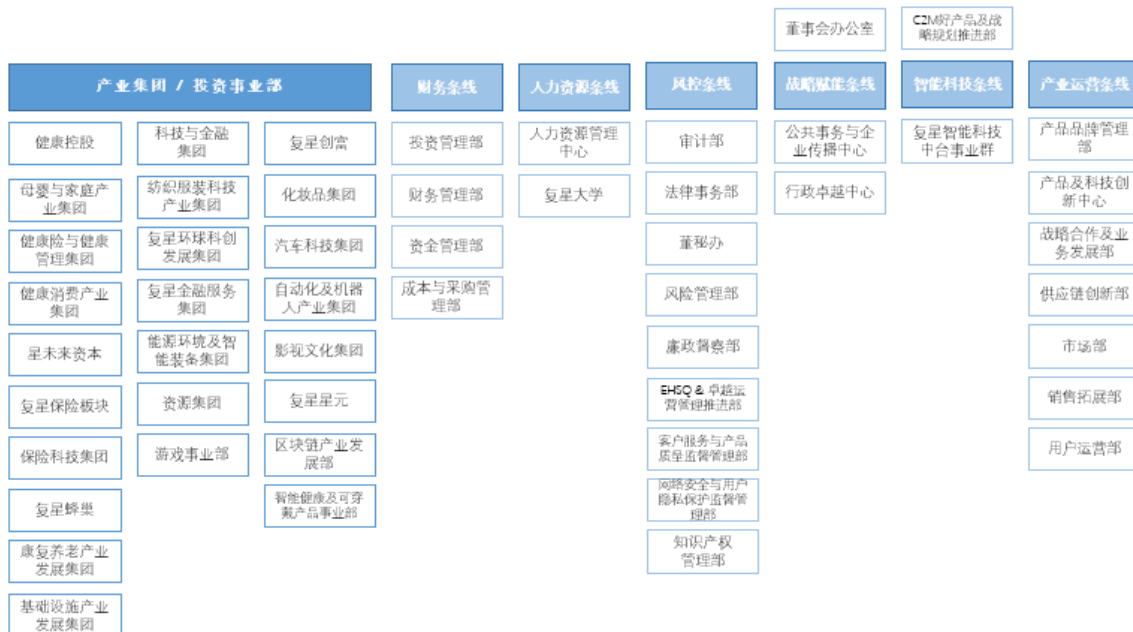 董事会办公室
C2M好产品及战
略规划推进部
产业集团 / 投资事业部
财务条线
人力资源条线
风控条线
战略赋能条线
智能科技条线
产业运营条线
健康控股
母婴与家庭产
业集团
健康险与健康
管理集团
健康消费产业
集团
星未来资本
复星保险板块
保险科技集团
复星蜂巢
康复养老产业
发展集团
基础设施产业
发展集团
科技与金融
集团
纺织服装科技
产业集团
复星环球科创
发展集团
复星金融服务
集团
能源环境及智
能装备集团
资源集团
游戏事业部
复星创富
化妆品集团
汽车科技集团
自动化及机器
人产业集团
影视文化集团
复星星元
区块链产业发
展部
智能健康及可穿
戴产品事业部
投资管理部
财务管理部
资金管理部
成本与采购管
理部
人力资源管理
中心
复星大学
审计部
法律事务部
董秘办
风险管理部
廉政督察部
EHSQ & 卓越运
营管理推进部
客户服务与产品
质量监督管理部
网络安全与用户
隐私保护监督管
理部
知识产权
管理部
公共事务与企
业传播中心
行政卓越中心
复星智能科技
中台事业群
产品品牌管理
部
产品及科技创
新中心
战略合作及业
务发展部
供应链创新部
市场部
销售拓展部
用户运营部